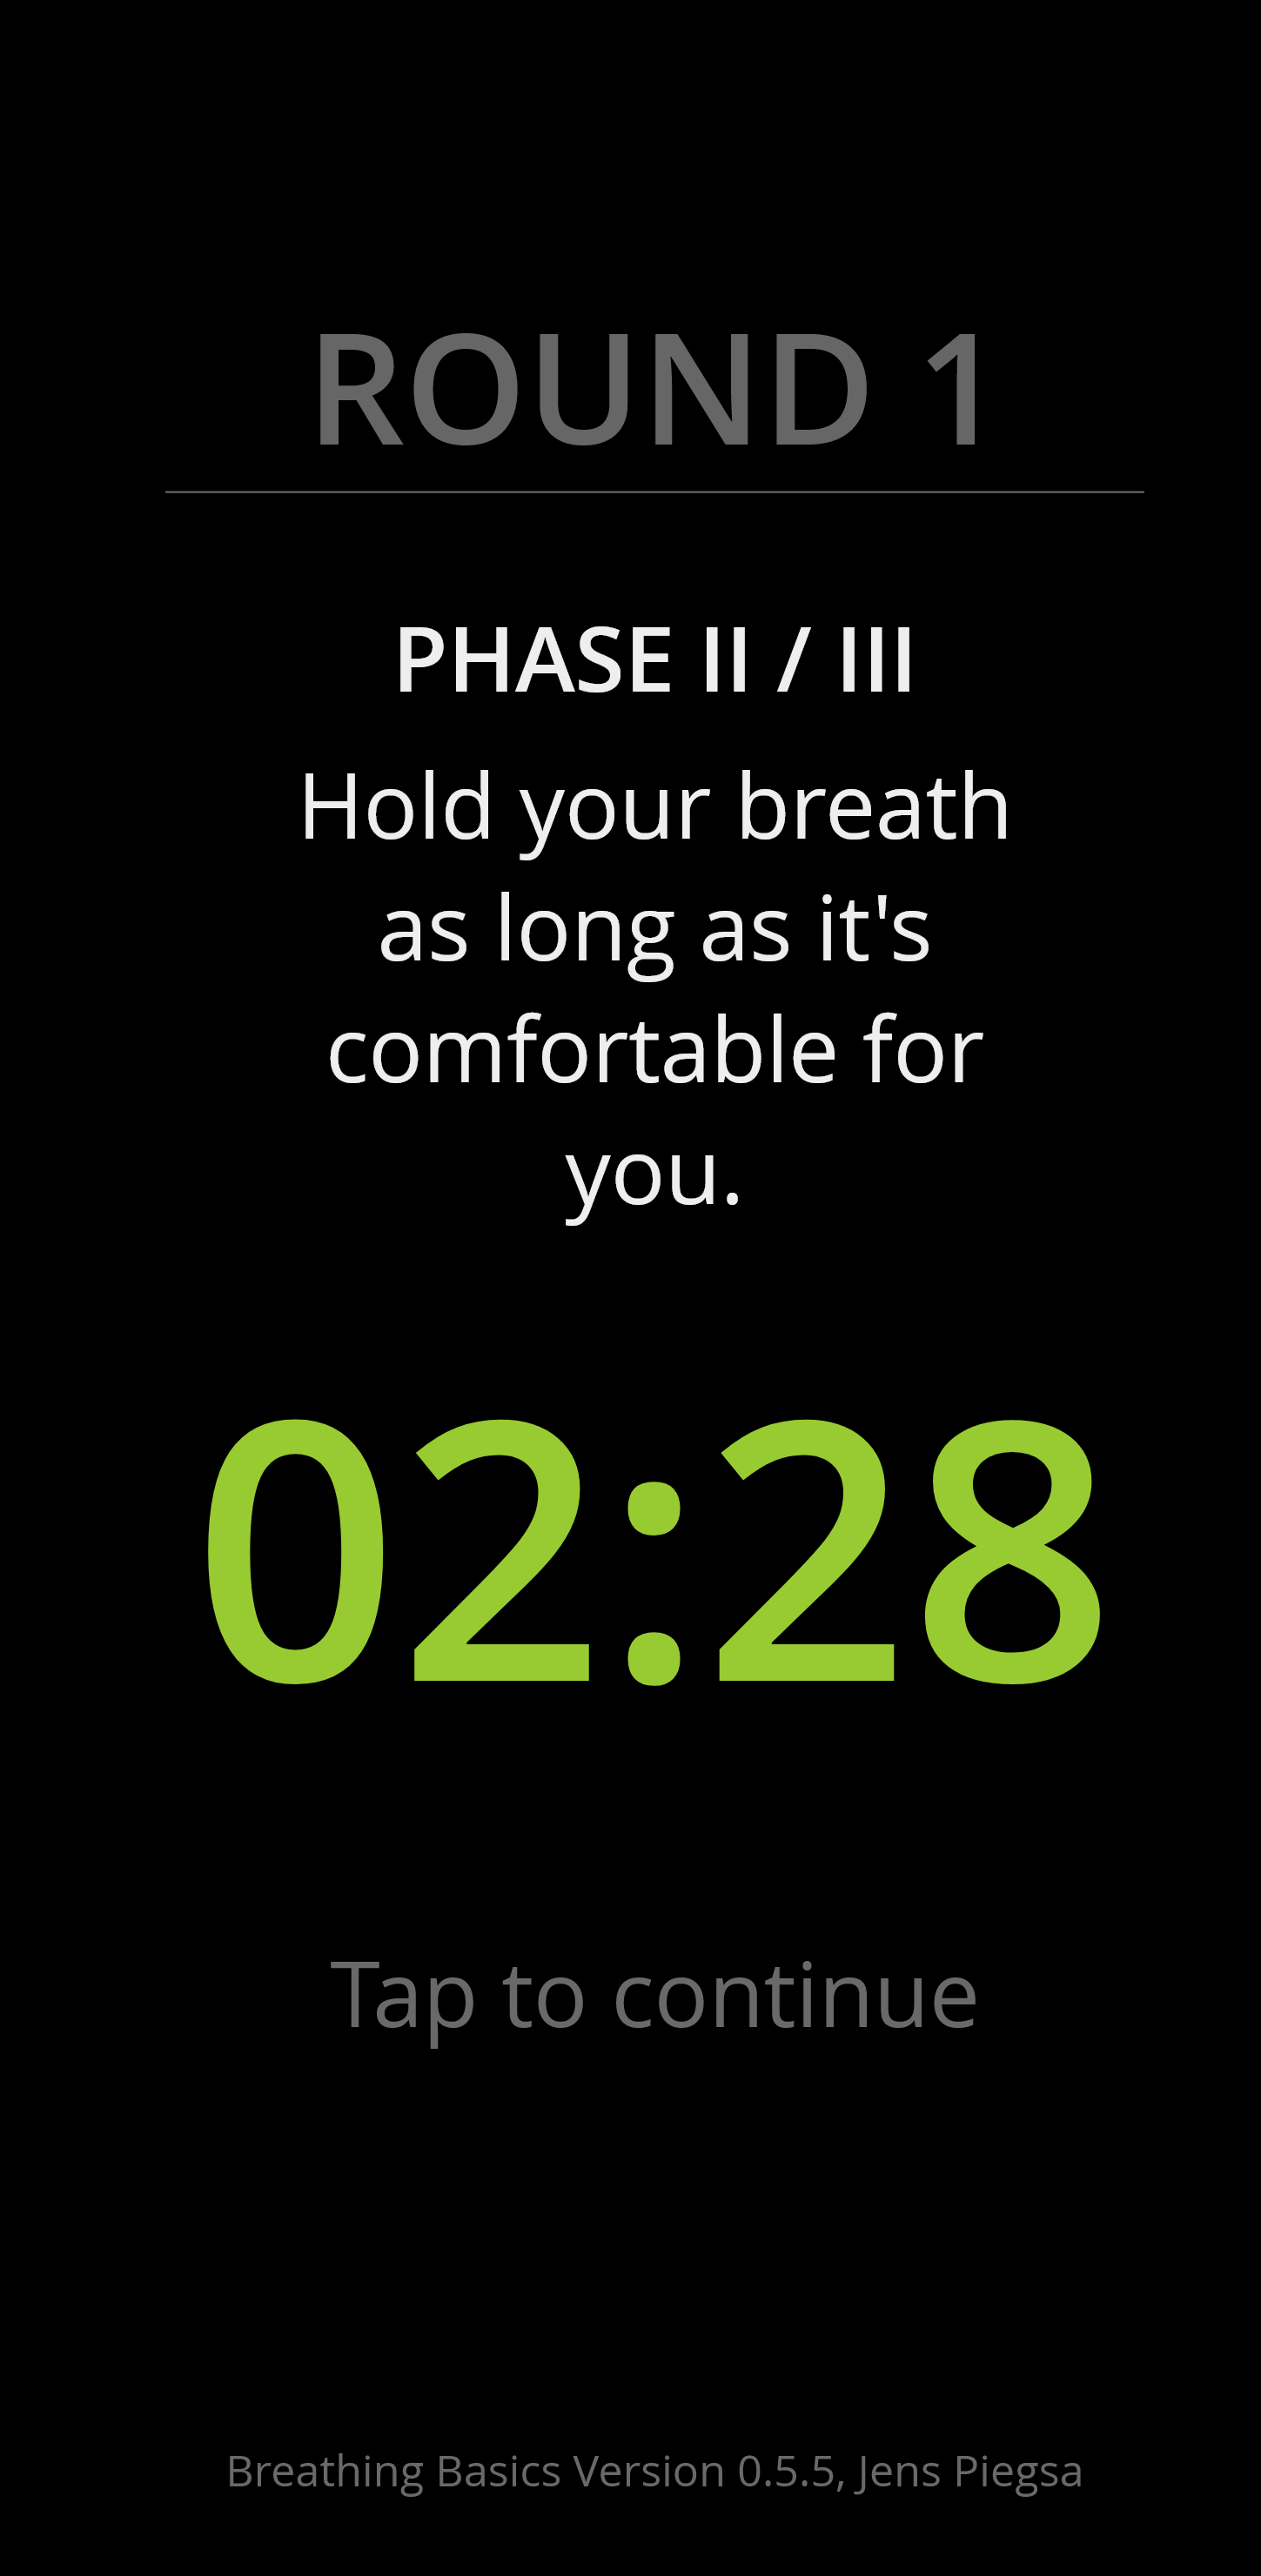 ROUND 1
PHASE II / III
Hold your breath
as long as it's
comfortable for
you.
02:28
Tap to continue
Breathing Basics Version 0.5.5, Jens Piegsa